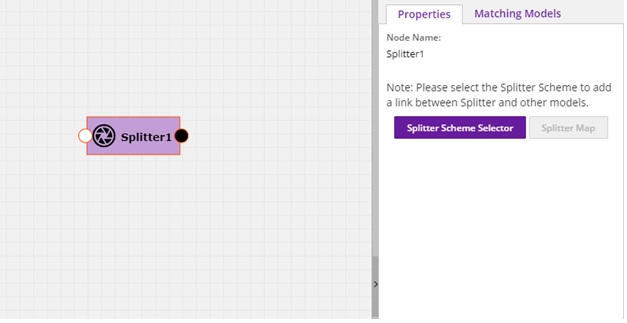 Properties
Matching Models
Node Name:
Splitter1
Note: Please select the Splitter Scheme to add
a link between Splitter and other models.
Splitter Scheme Selector
Splitter Map
Splitter1